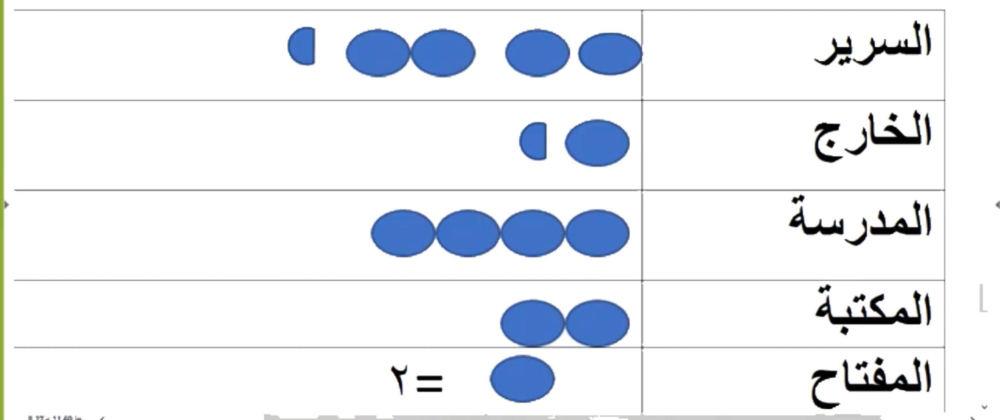 السرير
الخارج
المدرسة
المكتبة
المفتاح
= ٢